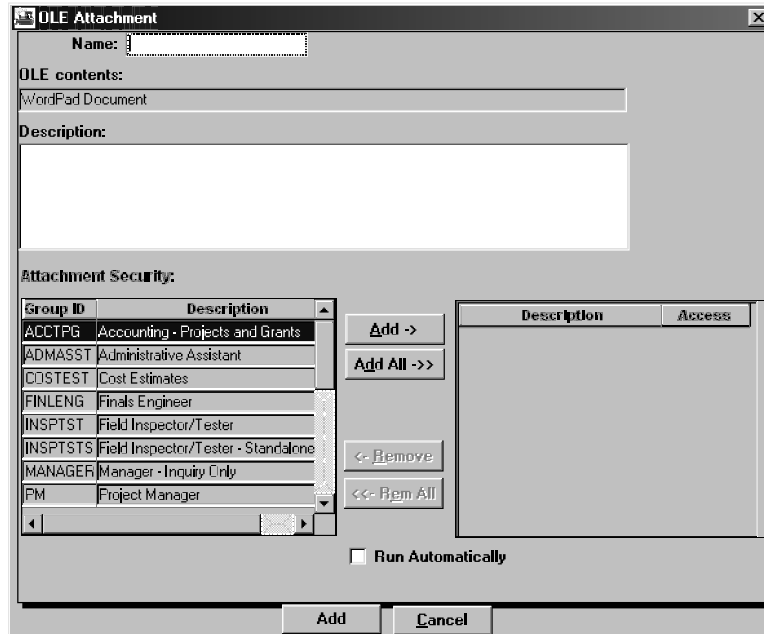 OLE Attachment
Name:
OLE contents:
WordPad Document
Description:
Attachment Security:
Group ID Description
ACCTPG Accounting - Projects and Grants
ADMASST Administrative Assistant
COSTEST Cost Estimates
FINLENG Finals Engineer
INSPTST Field Inspector/Tester
INSPTSTS Field Inspector/Tester - Standalone
MANAGER Manager - Inquiry Only
PM Project Manager
Add ->
Add All ->>
<- Remove
<<- Rem All
Description Access
Run Automatically
Add Cancel